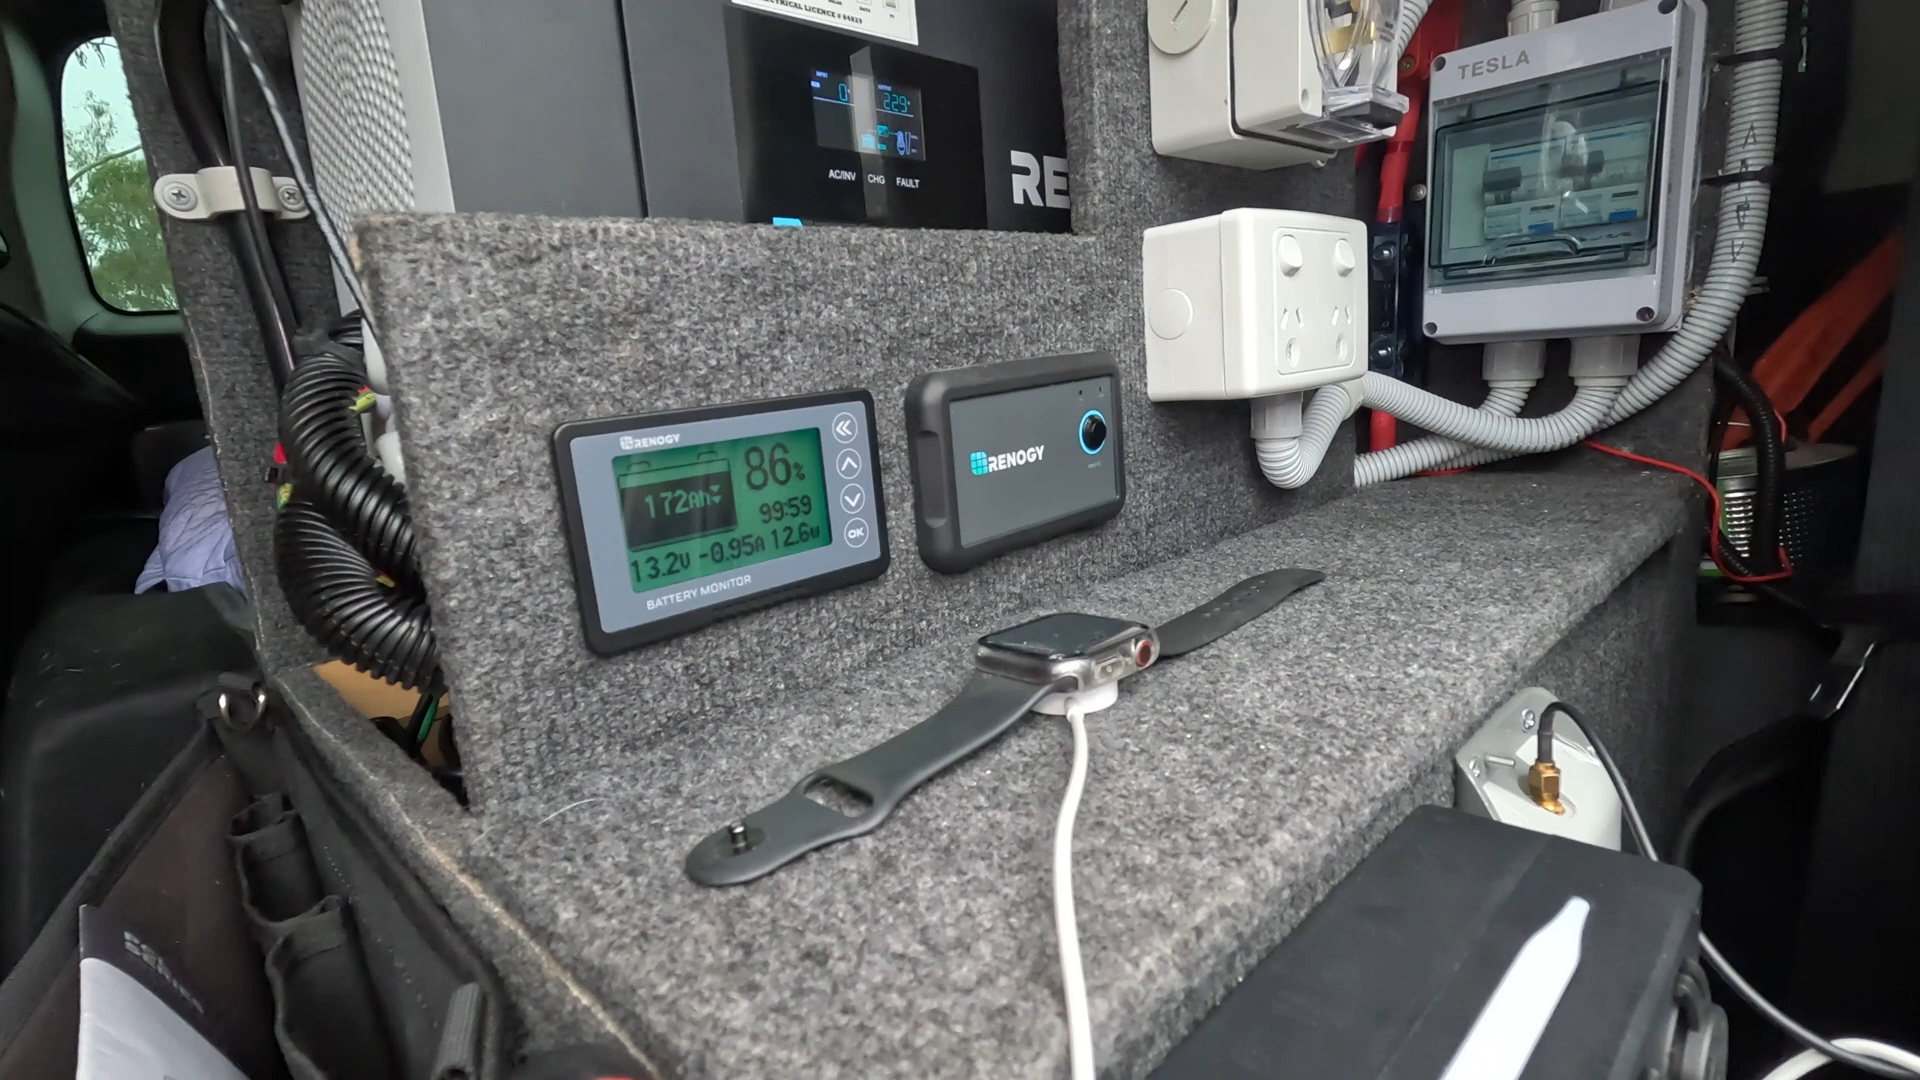 ELECTRICAL LICENCE # 84829
INPUT
0
OUTPUT
229
AC/INV CHG FAULT
RE
TESLA
RENOGY
86%
172Ah
99:59
13.2V -0.95A 12.6W
OK
BATTERY MONITOR
RENOGY